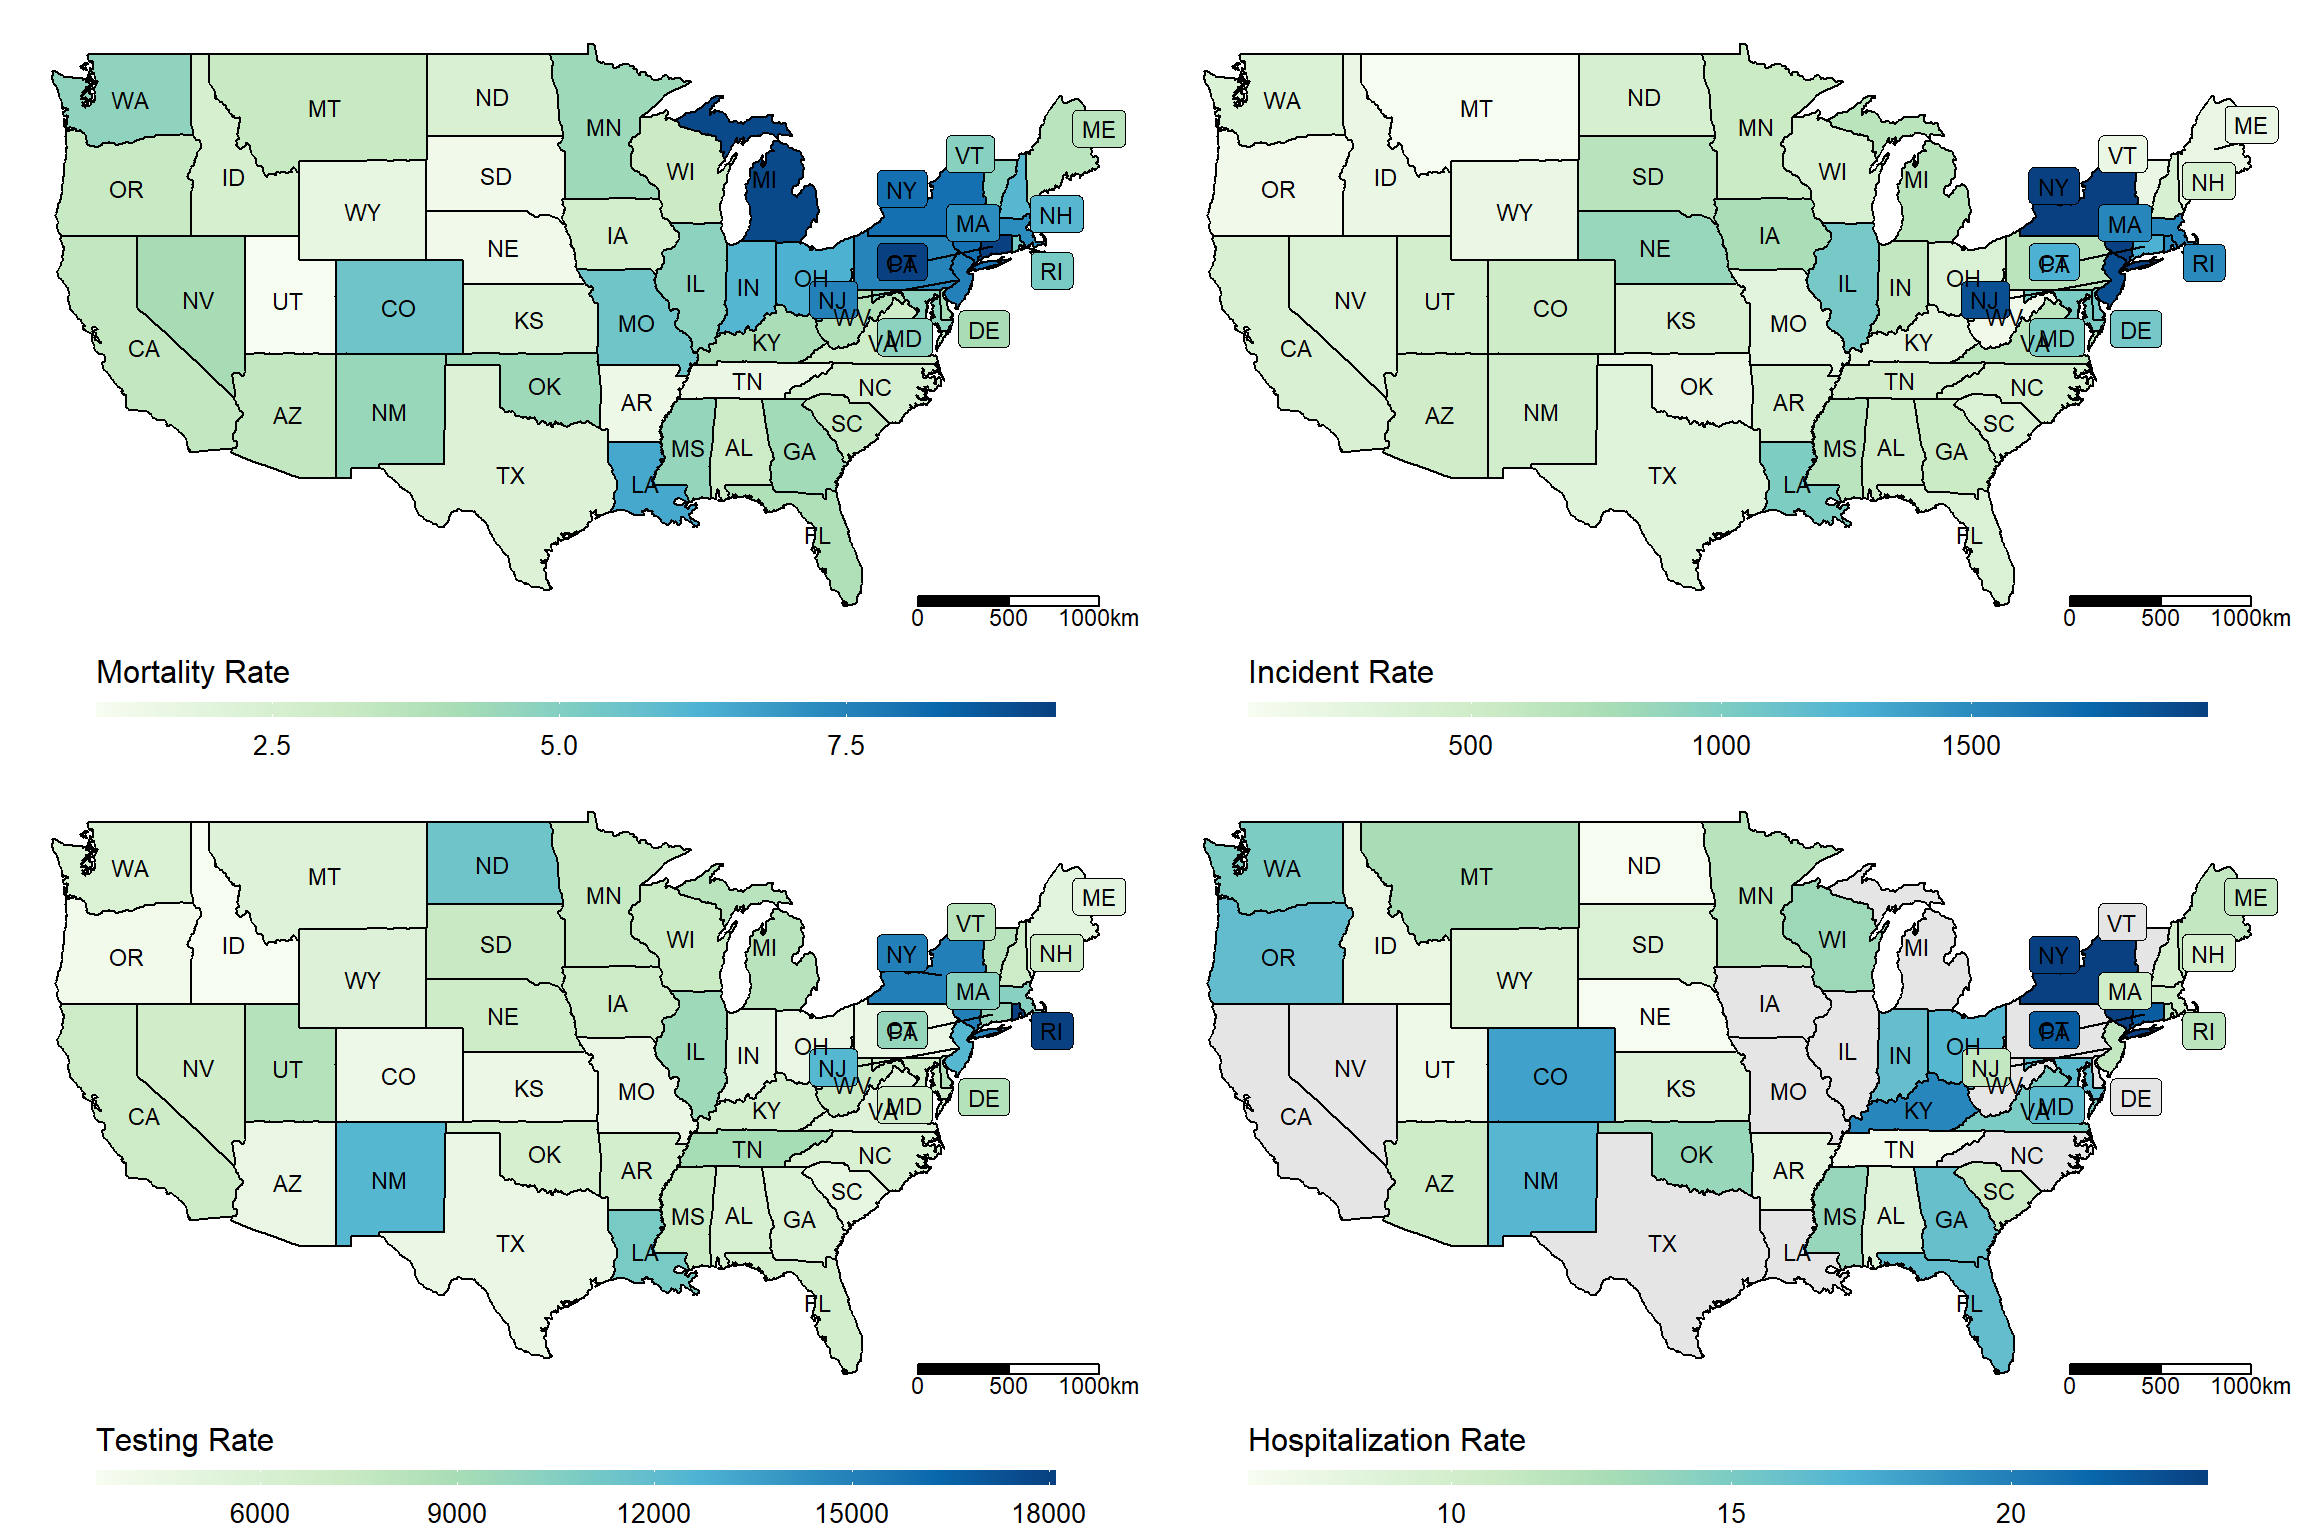 WA
MT
ND
MN
ME
VT
OR
ID
SD
WI
MI
NY
NH
WY
MA
IA
NE
CT
PA
RI
NV
UT
CO
IL
IN
OH
NJ
KS
MO
WV
DE
CA
KY
VA
MD
AZ
NM
OK
TN
NC
AR
SC
MS
AL
GA
TX
LA
FL
0 500 1000km
Mortality Rate
2.5 5.0 7.5
WA
MT
ND
MN
ME
VT
OR
ID
SD
WI
MI
NY
NH
WY
MA
IA
NE
CT
PA
RI
NV
UT
CO
IL
IN
OH
NJ
KS
MO
WV
DE
CA
KY
VA
MD
AZ
NM
OK
TN
NC
AR
SC
MS
AL
GA
TX
LA
FL
0 500 1000km
Incident Rate
500 1000 1500
WA
MT
ND
MN
ME
VT
OR
ID
SD
WI
MI
NY
NH
WY
MA
IA
NE
CT
PA
RI
NV
UT
CO
IL
IN
OH
NJ
KS
MO
WV
DE
CA
KY
VA
MD
AZ
NM
OK
TN
NC
AR
SC
MS
AL
GA
TX
LA
FL
0 500 1000km
Testing Rate
6000 9000 12000 15000 18000
WA
MT
ND
MN
ME
VT
OR
ID
SD
WI
MI
NY
NH
WY
MA
IA
NE
CT
PA
RI
NV
UT
CO
IL
IN
OH
NJ
KS
MO
WV
DE
CA
KY
VA
MD
AZ
NM
OK
TN
NC
AR
SC
MS
AL
GA
TX
LA
FL
0 500 1000km
Hospitalization Rate
10 15 20